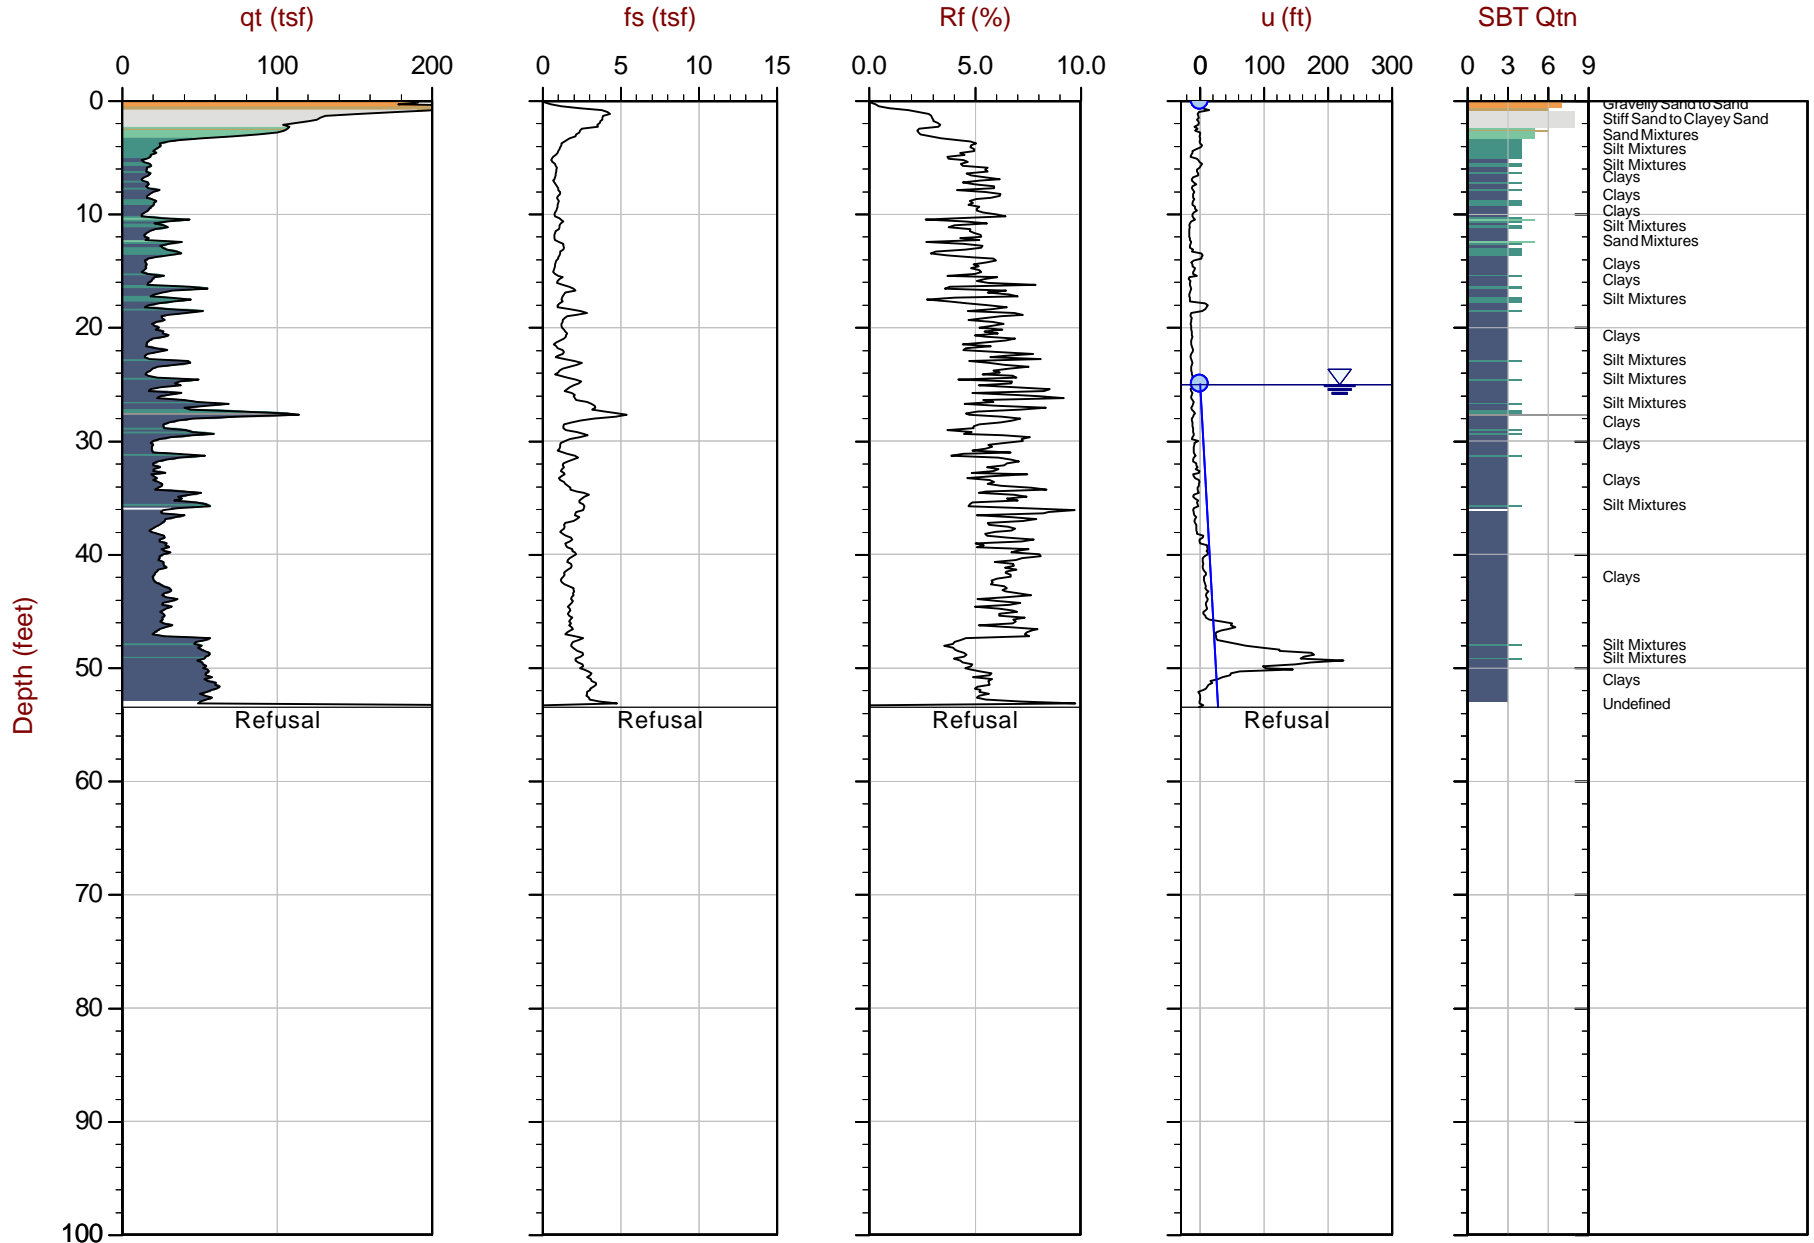 qt (tsf) fs (tsf) Rf (%) u (ft) SBT Qtn
0 100 200 0 5 10 15 0.0 5.0 10.0 0 100 200 300 0 3 6 9
0
Gravelly Sand to Sand
Stiff Sand to Clayey Sand
Sand Mixtures
Silt Mixtures
Silt Mixtures
Clays
Clays
Clays
10
Silt Mixtures
Sand Mixtures
Clays
Clays
Silt Mixtures
20
Clays
Silt Mixtures
Silt Mixtures
Silt Mixtures
Clays
30
Clays
Clays
Silt Mixtures
40
Clays
Silt Mixtures
Silt Mixtures
50
Clays
Undefined
Refusal Refusal Refusal Refusal
60
70
80
90
100
Depth (feet)